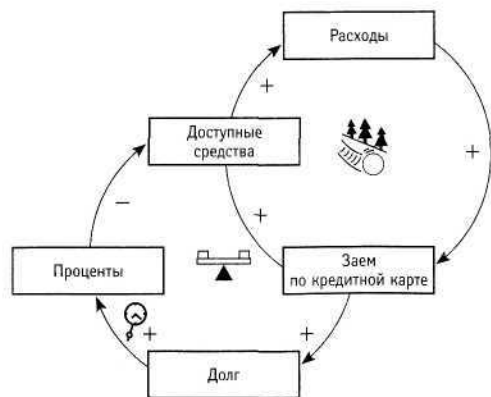 Расходы
+
Доступные
средства
+
+
−
Проценты
Заем
по кредитной карте
+
+
Долг